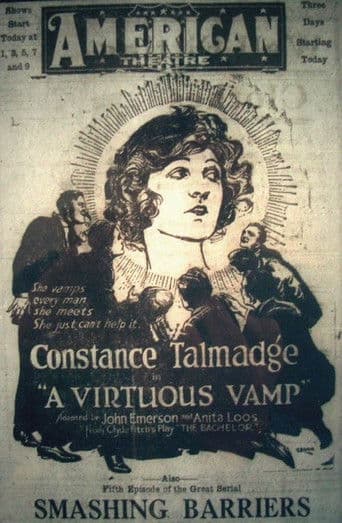 Shows
Start
Today at
1, 3, 5, 7
and 9
AMERICAN
THEATRE
Three
Days
Starting
Today
She vamps
every man
she meets
She just can't help it.
Constance Talmadge
in
"A VIRTUOUS VAMP"
by John Emerson and Anita Loos
From Clyde Fitch's Play "THE BACHELOR"
Also
Fifth Episode of the Great Serial
SMASHING BARRIERS